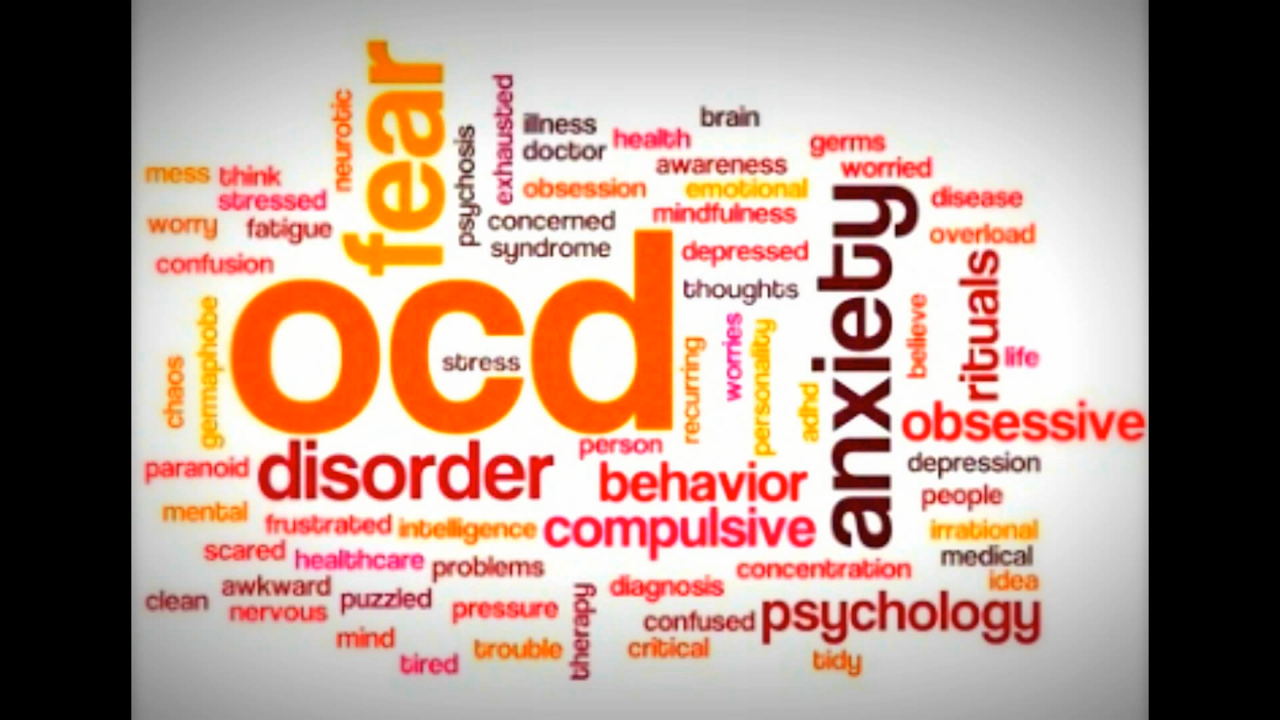 fear
neurotic
exhausted
psychosis
illness
doctor
health
brain
awareness
germs
worried
mess
think
stressed
obsession
emotional
disease
worry
fatigue
concerned
mindfulness
overload
confusion
syndrome
depressed
anxiety
rituals
thoughts
ocd
stress
germaphobe
chaos
recurring
worries
personality
adhd
believe
life
obsessive
person
paranoid
disorder
behavior
depression
people
mental
frustrated
intelligence
compulsive
irrational
scared
healthcare
problems
concentration
medical
idea
clean
awkward
nervous
puzzled
pressure
therapy
diagnosis
confused
psychology
mind
tired
trouble
critical
tidy